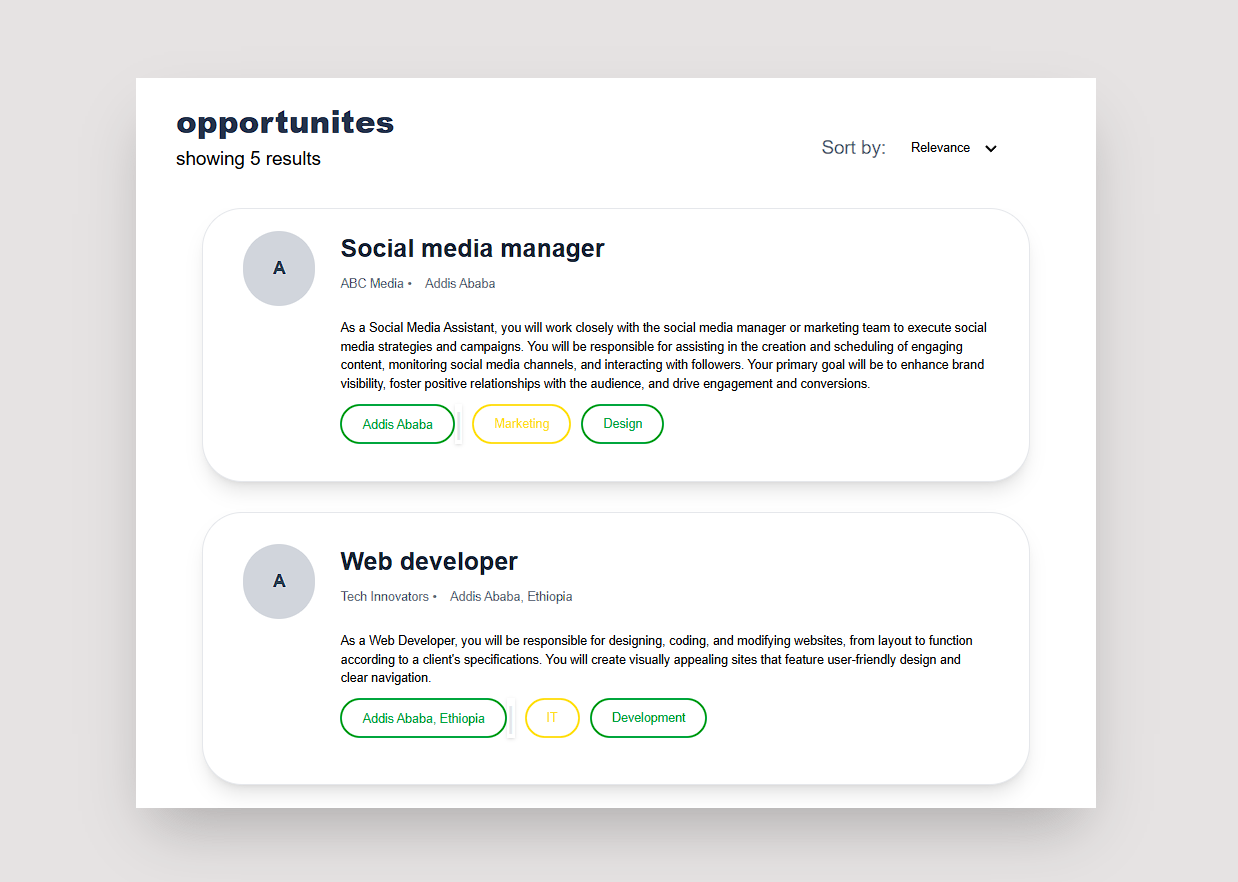 opportunites
showing 5 results
Sort by: Relevance
A
Social media manager
ABC Media • Addis Ababa
As a Social Media Assistant, you will work closely with the social media manager or marketing team to execute social
media strategies and campaigns. You will be responsible for assisting in the creation and scheduling of engaging
content, monitoring social media channels, and interacting with followers. Your primary goal will be to enhance brand
visibility, foster positive relationships with the audience, and drive engagement and conversions.
Addis Ababa Marketing Design
A
Web developer
Tech Innovators • Addis Ababa, Ethiopia
As a Web Developer, you will be responsible for designing, coding, and modifying websites, from layout to function
according to a client's specifications. You will create visually appealing sites that feature user-friendly design and
clear navigation.
Addis Ababa, Ethiopia IT Development